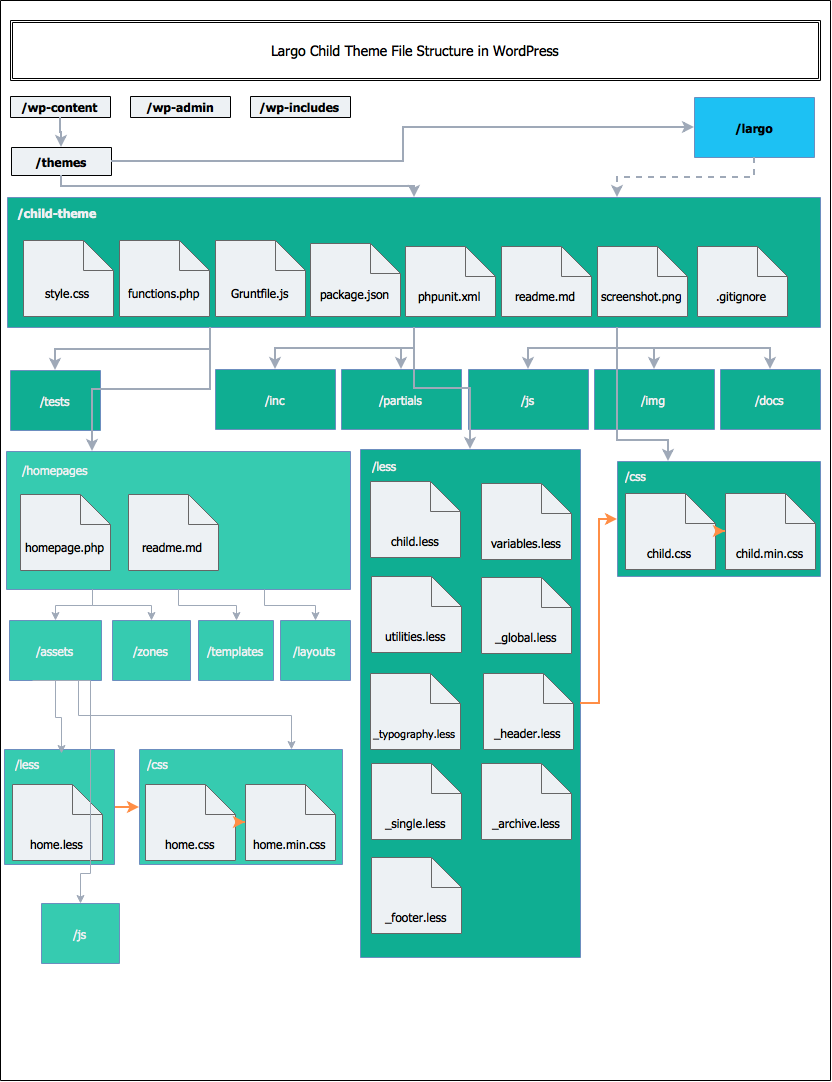 Largo Child Theme File Structure in WordPress
/wp-content
/wp-admin
/wp-includes
/largo
/themes
/child-theme
style.css
functions.php
Gruntfile.js
package.json
phpunit.xml
readme.md
screenshot.png
.gitignore
/tests
/inc
/partials
/js
/img
/docs
/homepages
homepage.php
readme.md
/less
child.less
variables.less
utilities.less
_global.less
_typography.less
_header.less
_single.less
_archive.less
_footer.less
/css
child.css
child.min.css
/assets
/zones
/templates
/layouts
/less
home.less
/css
home.css
home.min.css
/js